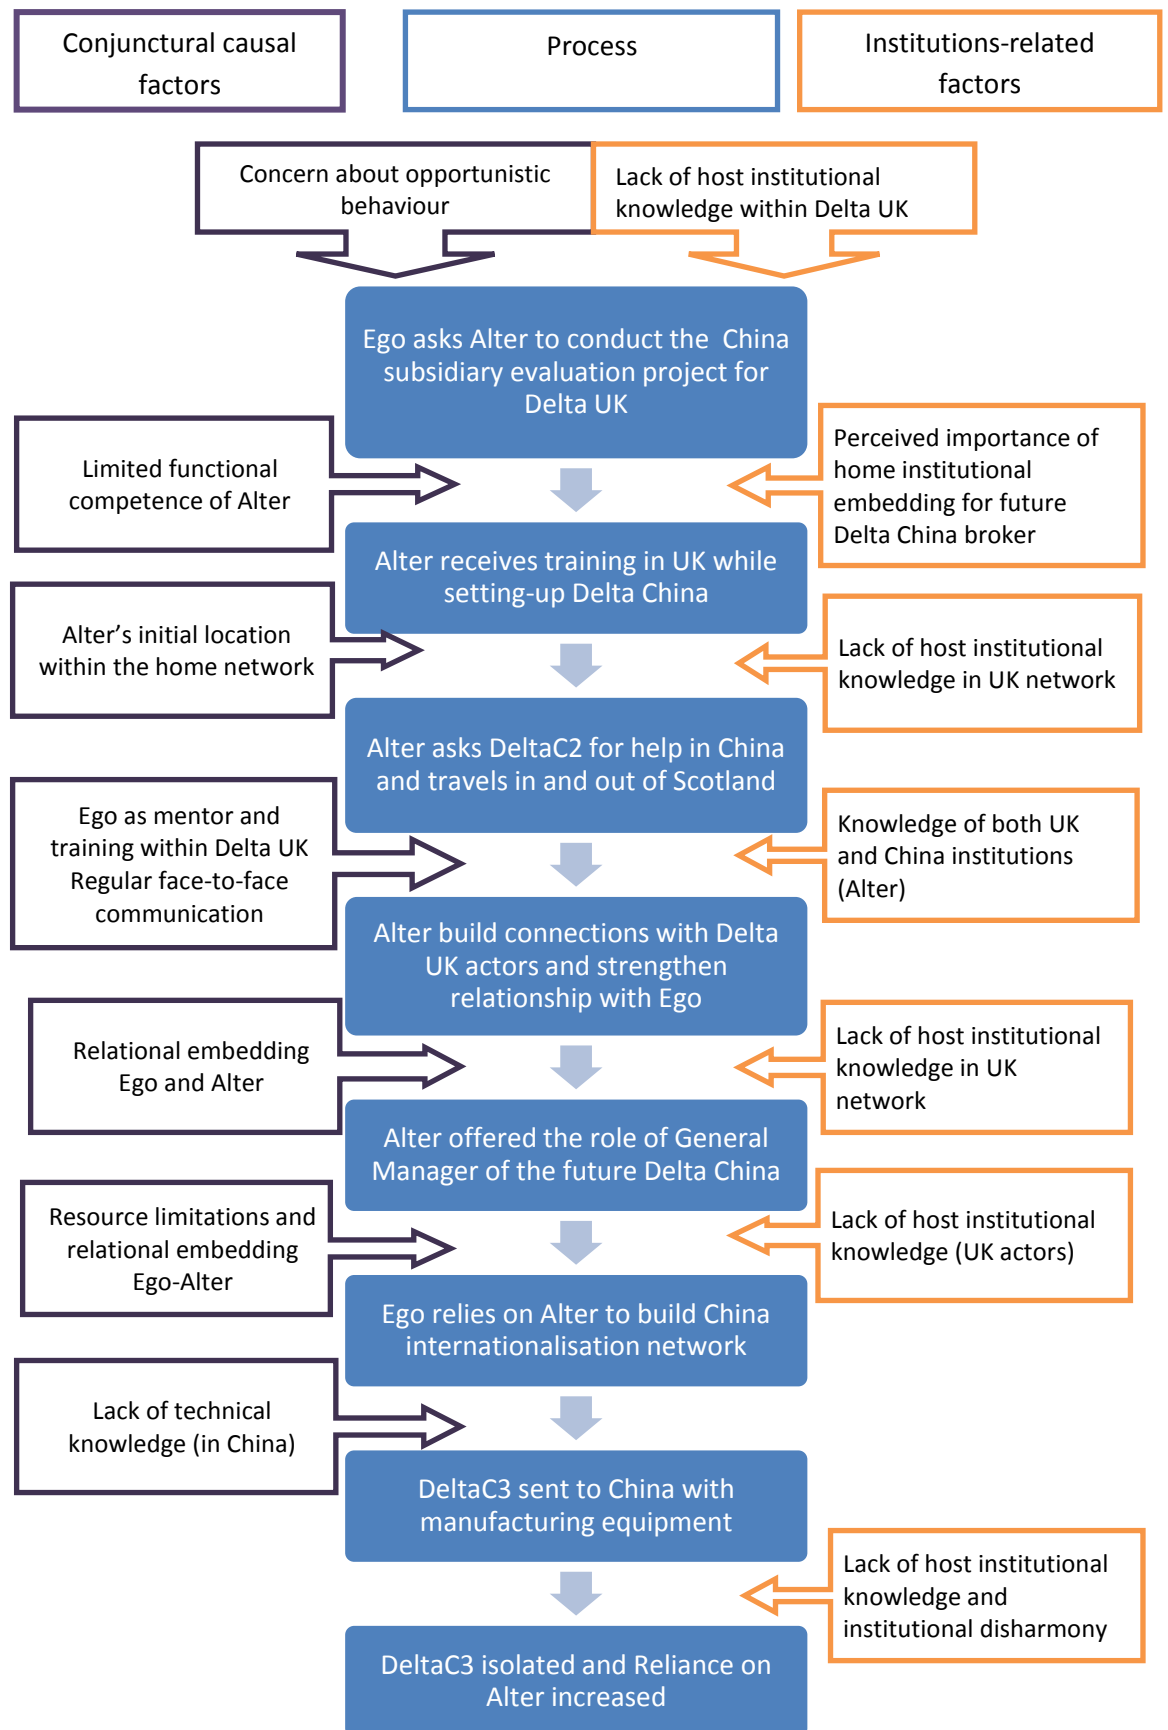 Conjunctural causal
factors
Process
Institutions-related
factors
Concern about opportunistic
behaviour
Lack of host institutional
knowledge within Delta UK
Ego asks Alter to conduct the China
subsidiary evaluation project for
Delta UK
Limited functional
competence of Alter
Perceived importance of
home institutional
embedding for future
Delta China broker
Alter receives training in UK while
setting-up Delta China
Alter’s initial location
within the home network
Lack of host institutional
knowledge in UK network
Alter asks DeltaC2 for help in China
and travels in and out of Scotland
Ego as mentor and
training within Delta UK
Regular face-to-face
communication
Knowledge of both UK
and China institutions
(Alter)
Alter build connections with Delta
UK actors and strengthen
relationship with Ego
Relational embedding
Ego and Alter
Lack of host institutional
knowledge in UK
network
Alter offered the role of General
Manager of the future Delta China
Resource limitations and
relational embedding
Ego-Alter
Lack of host institutional
knowledge (UK actors)
Ego relies on Alter to build China
internationalisation network
Lack of technical
knowledge (in China)
DeltaC3 sent to China with
manufacturing equipment
Lack of host institutional
knowledge and
institutional disharmony
DeltaC3 isolated and Reliance on
Alter increased